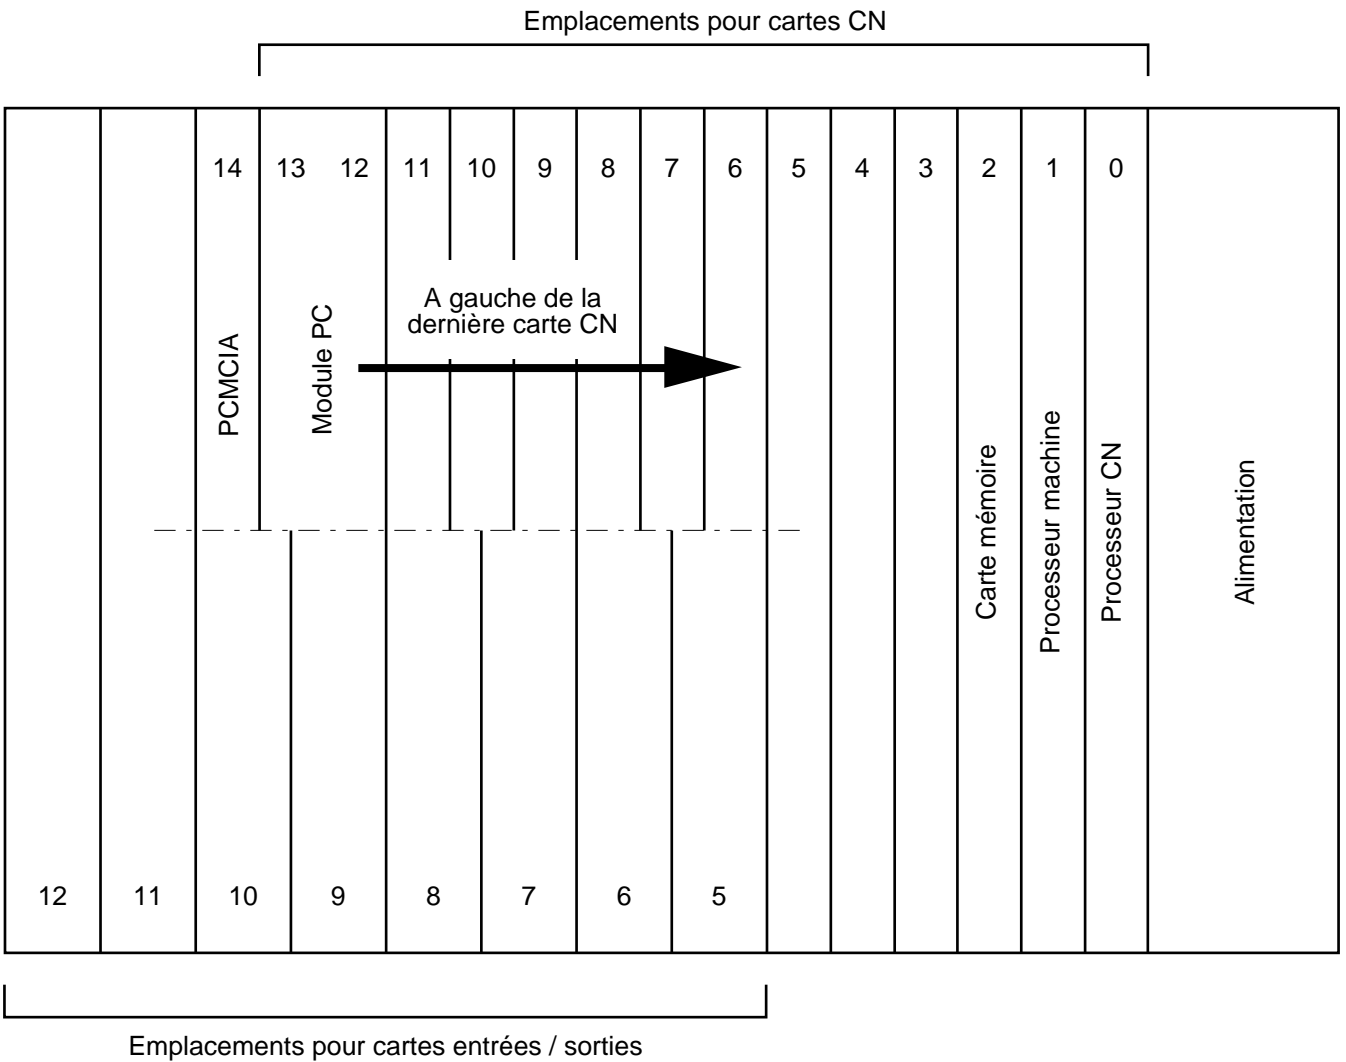 Emplacements pour cartes CN
14 13 12 11 10 9 8 7 6 5 4 3 2 1 0
A gauche de la
dernière carte CN
PCMCIA
Module PC
Carte mémoire
Processeur machine
Processeur CN
Alimentation
12 11 10 9 8 7 6 5
Emplacements pour cartes entrées / sorties